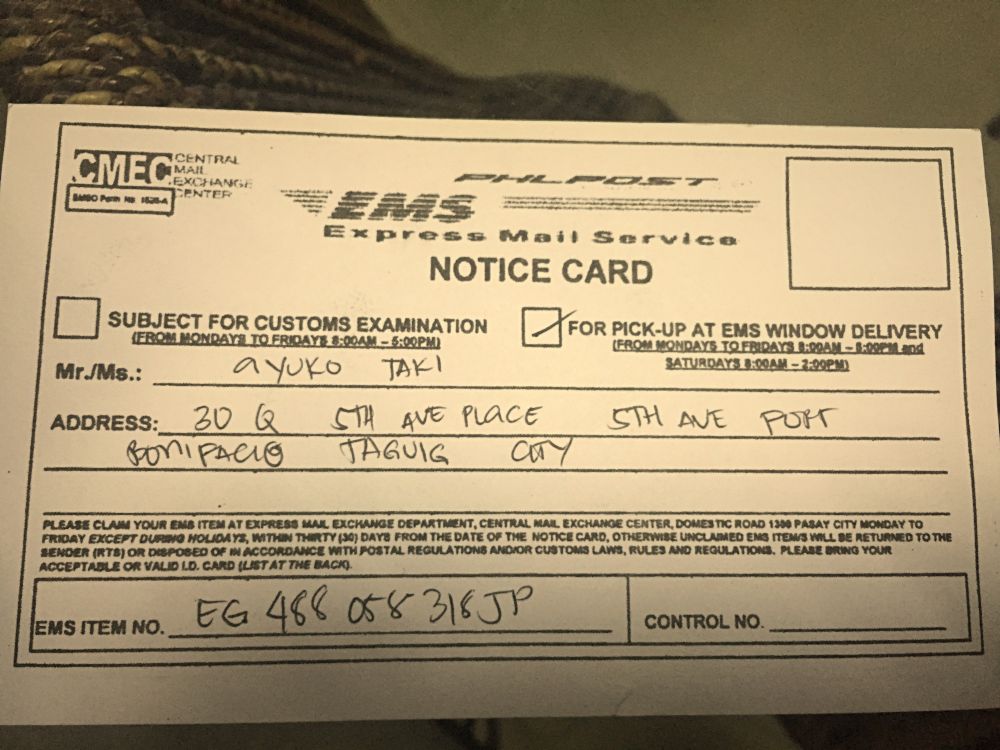 CMEC CENTRAL
MAIL
EXCHANGE
CENTER
PHLPOST
EMS
Express Mail Service
NOTICE CARD
SUBJECT FOR CUSTOMS EXAMINATION
(FROM MONDAYS TO FRIDAYS 8:00AM – 5:00PM)
FOR PICK-UP AT EMS WINDOW DELIVERY
(FROM MONDAYS TO FRIDAYS 8:00AM – 8:00PM and
SATURDAYS 8:00AM – 2:00PM)
Mr./Ms.: AYUKO TAKI
ADDRESS: 30 Q 5TH AVE PLACE 5TH AVE FORT
BONIFACIO TAGUIG CITY
PLEASE CLAIM YOUR EMS ITEM AT EXPRESS MAIL EXCHANGE DEPARTMENT, CENTRAL MAIL EXCHANGE CENTER, DOMESTIC ROAD 1300 PASAY CITY MONDAY TO
FRIDAY EXCEPT DURING HOLIDAYS, WITHIN THIRTY (30) DAYS FROM THE DATE OF THE NOTICE CARD, OTHERWISE UNCLAIMED EMS ITEM/S WILL BE RETURNED TO THE
SENDER (RTS) OR DISPOSED OF IN ACCORDANCE WITH POSTAL REGULATIONS AND/OR CUSTOMS LAWS, RULES AND REGULATIONS. PLEASE BRING YOUR
ACCEPTABLE OR VALID I.D. CARD (LIST AT THE BACK).
EMS ITEM NO. EG 488 058 318 JP
CONTROL NO.